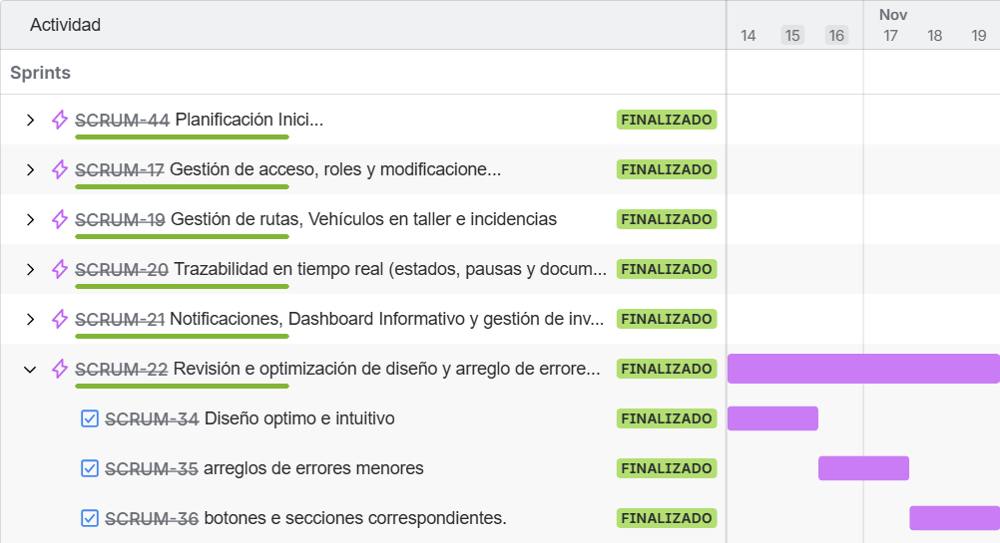 Actividad
Nov
14 15 16 17 18 19
Sprints
SCRUM-44 Planificación Inici... FINALIZADO
SCRUM-17 Gestión de acceso, roles y modificacione... FINALIZADO
SCRUM-19 Gestión de rutas, Vehículos en taller e incidencias FINALIZADO
SCRUM-20 Trazabilidad en tiempo real (estados, pausas y docum... FINALIZADO
SCRUM-21 Notificaciones, Dashboard Informativo y gestión de inv... FINALIZADO
SCRUM-22 Revisión e optimización de diseño y arreglo de errore... FINALIZADO
SCRUM-34 Diseño optimo e intuitivo FINALIZADO
SCRUM-35 arreglos de errores menores FINALIZADO
SCRUM-36 botones e secciones correspondientes. FINALIZADO